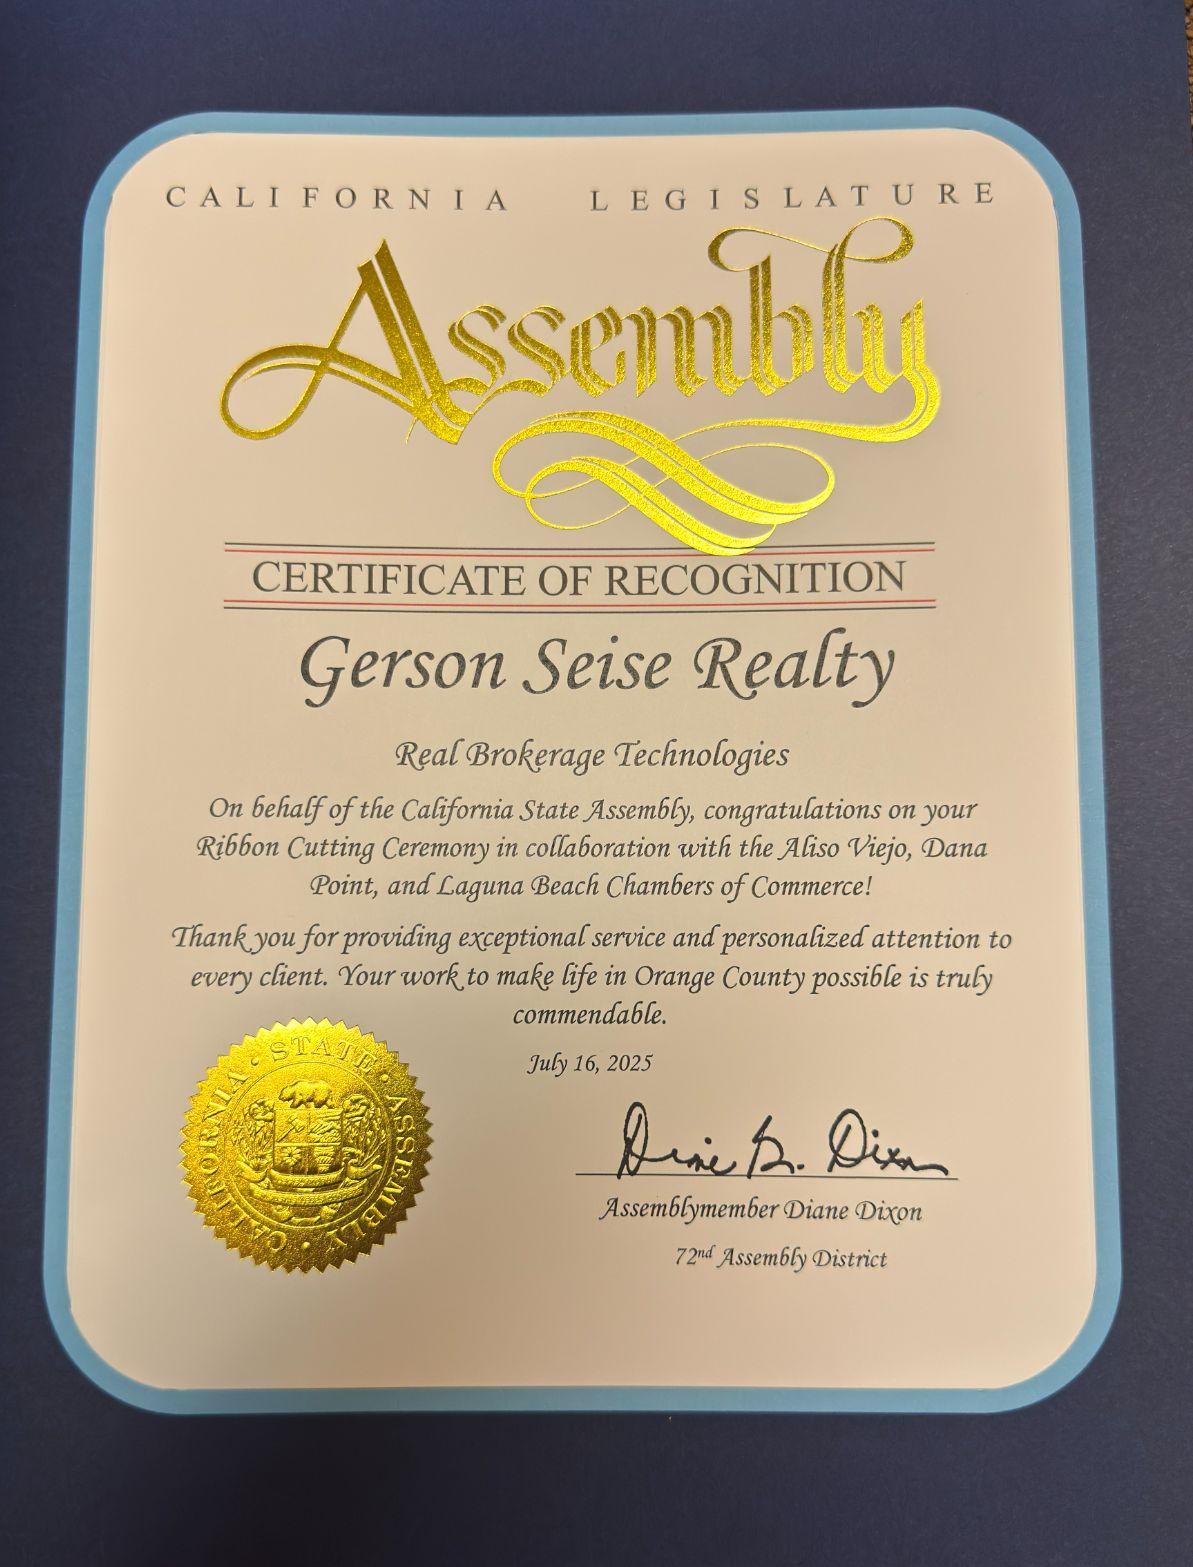 CALIFORNIA LEGISLATURE
Assembly
CERTIFICATE OF RECOGNITION
Gerson Seise Realty
Real Brokerage Technologies
On behalf of the California State Assembly, congratulations on your
Ribbon Cutting Ceremony in collaboration with the Aliso Viejo, Dana
Point, and Laguna Beach Chambers of Commerce!
Thank you for providing exceptional service and personalized attention to
every client. Your work to make life in Orange County possible is truly
commendable.
July 16, 2025
CALIFORNIA · STATE · ASSEMBLY ·
Diane B. Dixon
Assemblymember Diane Dixon
72nd Assembly District